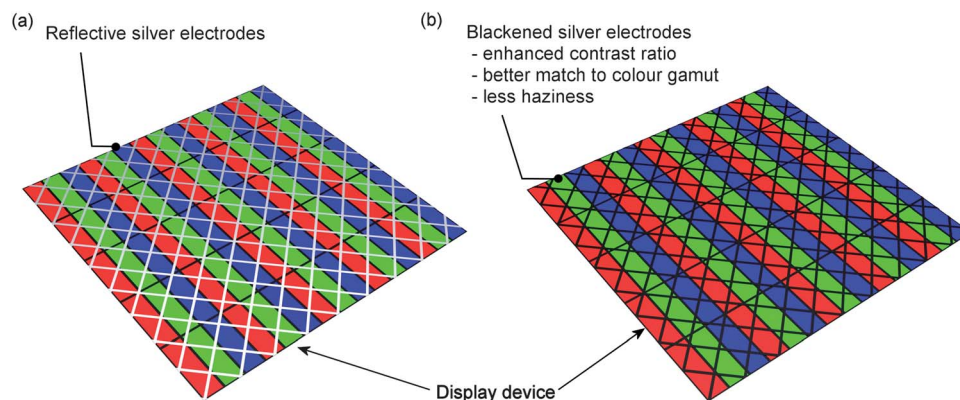 (a)
Reflective silver electrodes
(b)
Blackened silver electrodes
- enhanced contrast ratio
- better match to colour gamut
- less haziness
Display device